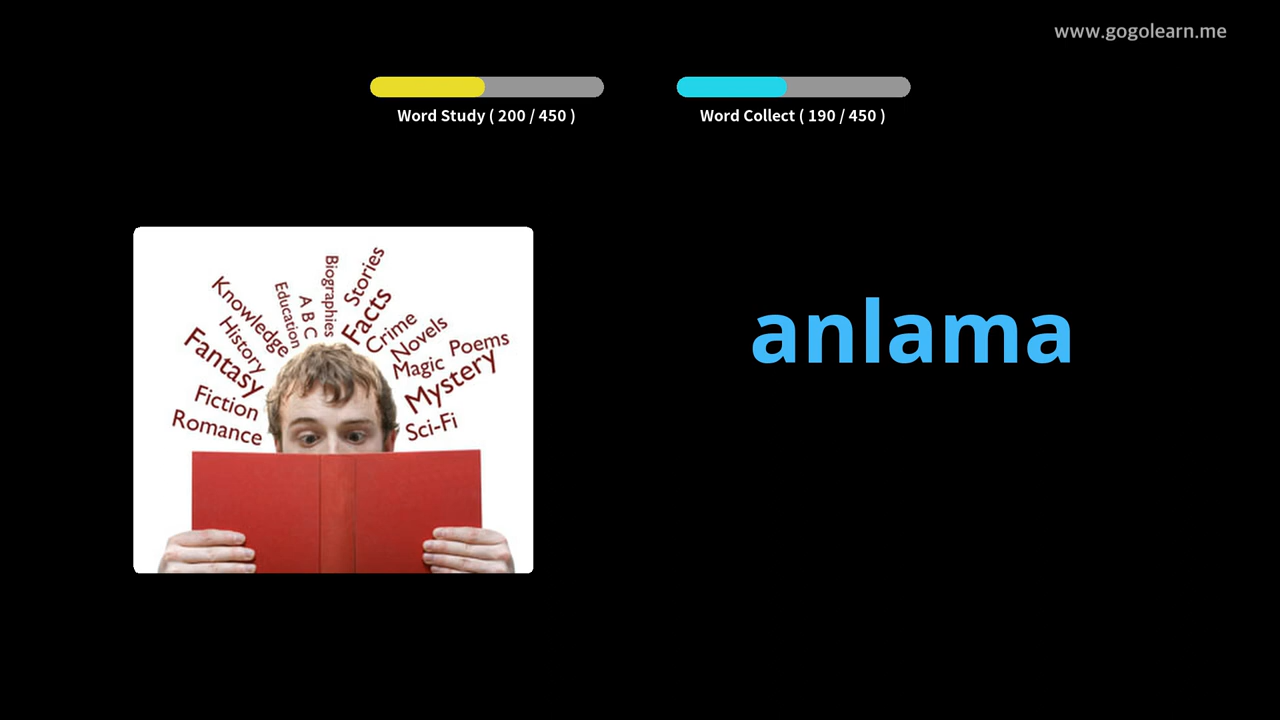 www.gogolearn.me
Word Study ( 200 / 450 )
Word Collect ( 190 / 450 )
anlama
Romance
Fiction
Fantasy
History
Knowledge
Education
A B C
Biographies
Stories
Facts
Crime
Novels
Magic
Poems
Mystery
Sci-Fi